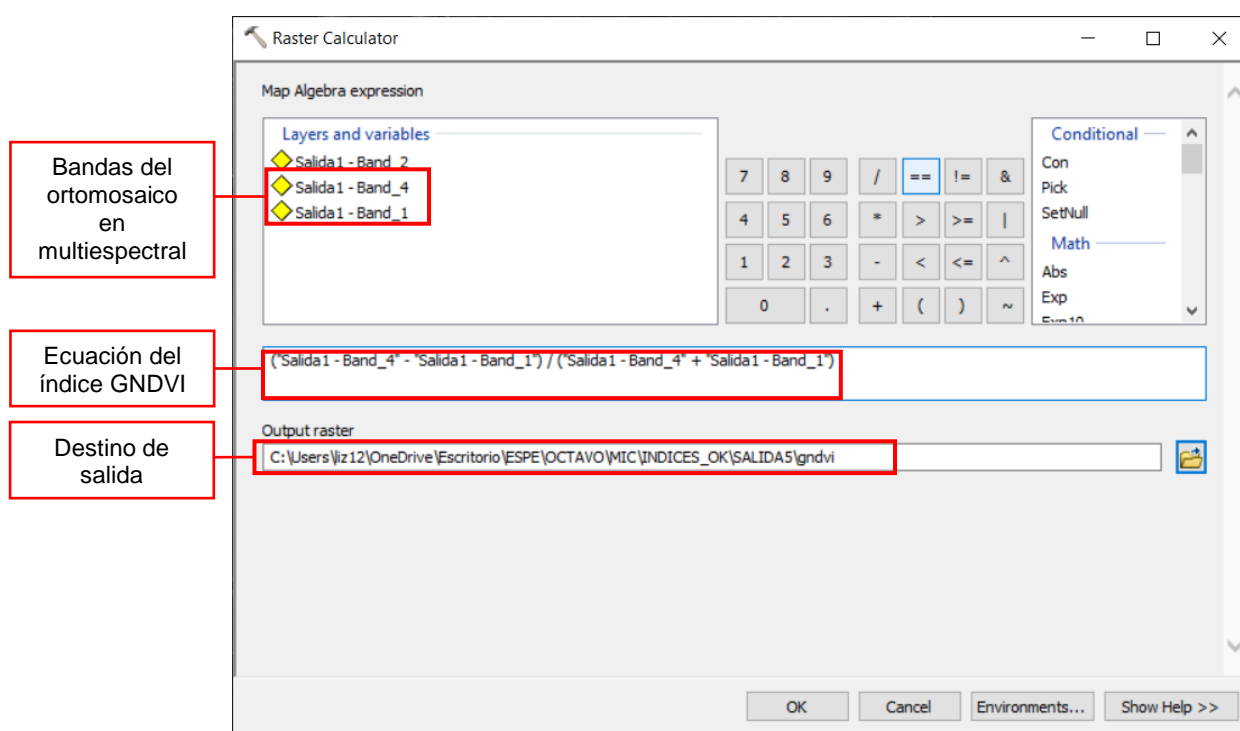 Raster Calculator
Map Algebra expression
Layers and variables
Salida1 - Band_2
Salida1 - Band_4
Salida1 - Band_1
7 8 9 / == != &
4 5 6 * > >= |
1 2 3 - < <= ^
0 . + ( ) ~
Conditional
Con
Pick
SetNull
Math
Abs
Exp
Exp10
Bandas del
ortomosaico
en
multiespectral
Ecuación del
índice GNDVI
("Salida1 - Band_4" - "Salida1 - Band_1") / ("Salida1 - Band_4" + "Salida1 - Band_1")
Destino de
salida
Output raster
C:\Users\liz12\OneDrive\Escritorio\ESPE\OCTAVO\MIC\INDICES_OK\SALIDA5\gndvi
OK Cancel Environments... Show Help >>